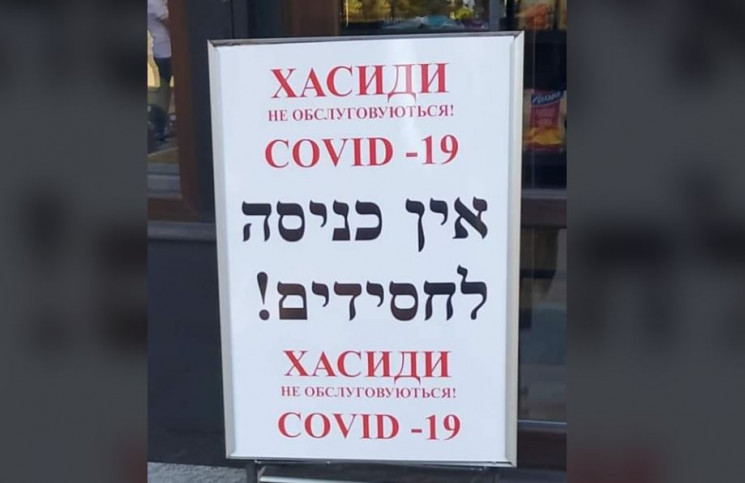 ХАСИДИ
НЕ ОБСЛУГОВУЮТЬСЯ!
COVID -19
אין כניסה
לחסידים!
ХАСИДИ
НЕ ОБСЛУГОВУЮТЬСЯ!
COVID -19